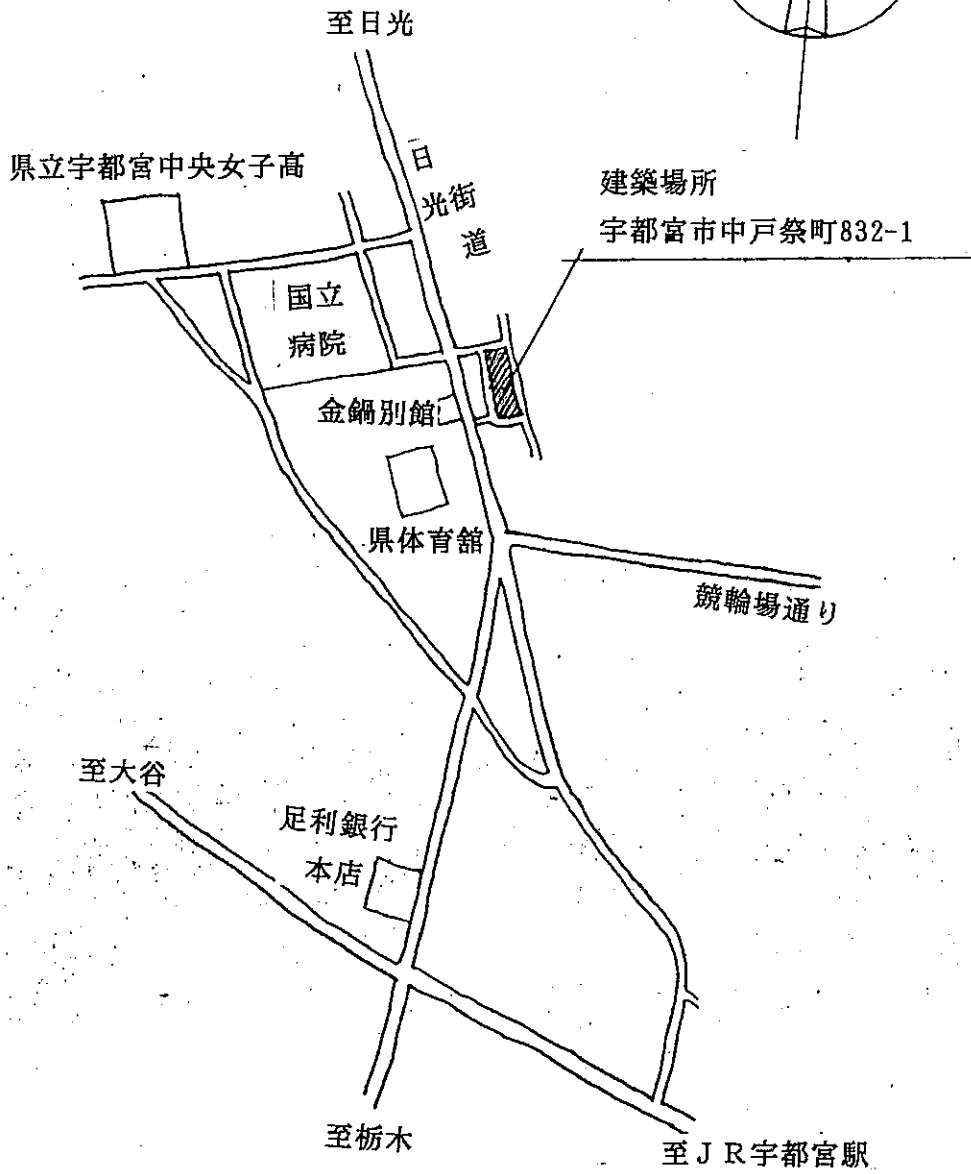 至日光
日光街道
県立宇都宮中央女子高
建築場所
宇都宮市中戸祭町832-1
国立
病院
金鍋別館
県体育舘
競輪場通り
至大谷
足利銀行
本店
至栃木
至JR宇都宮駅